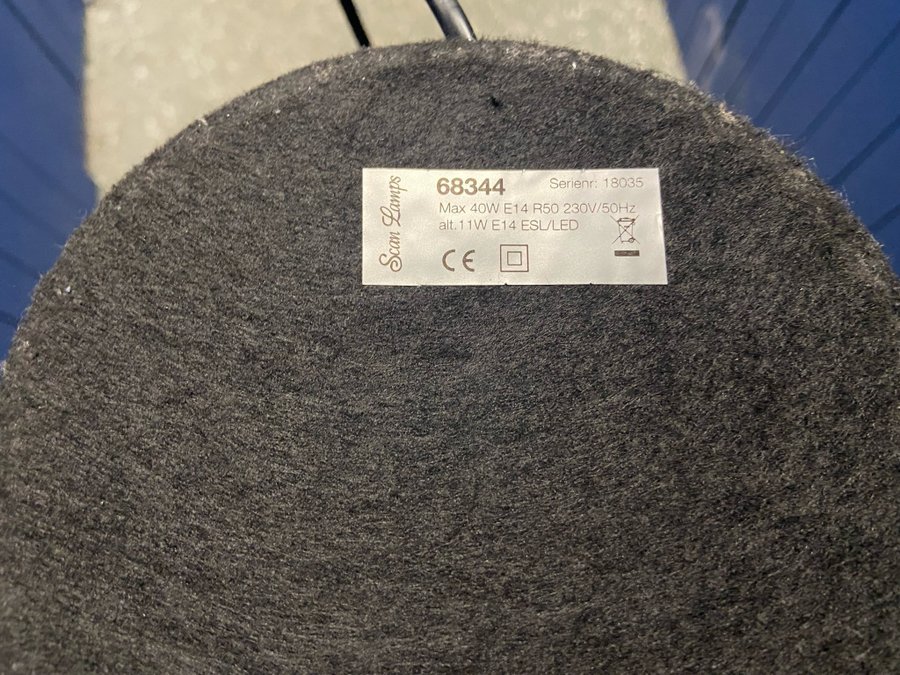 Scan Lamps
68344 Serienr: 18035
Max 40W E14 R50 230V/50Hz
alt.11W E14 ESL/LED
CE